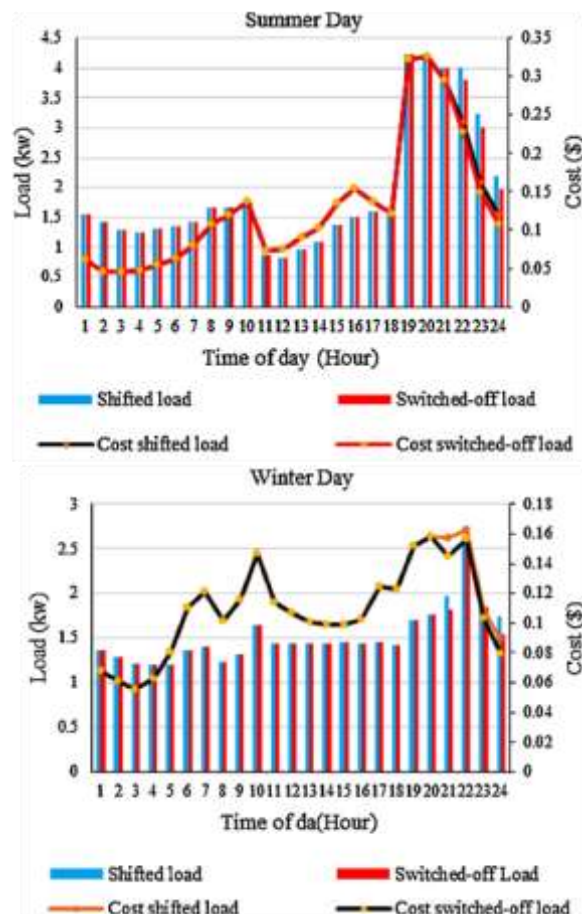 Summer Day
4.5
4
3.5
3
2.5
2
1.5
1
0.5
0
Load (kw)
0.35
0.3
0.25
0.2
0.15
0.1
0.05
0
Cost ($)
1 2 3 4 5 6 7 8 9 10 11 12 13 14 15 16 17 18 19 20 21 22 23 24
Time of day (Hour)
Shifted load Switched-off load
Cost shifted load Cost switched-off load
Winter Day
3
2.5
2
1.5
1
0.5
0
Load (kw)
0.18
0.16
0.14
0.12
0.1
0.08
0.06
0.04
0.02
0
Cost ($)
1 2 3 4 5 6 7 8 9 10 11 12 13 14 15 16 17 18 19 20 21 22 23 24
Time of da(Hour)
Shifted load Switched-off Load
Cost shifted load Cost switched-off load